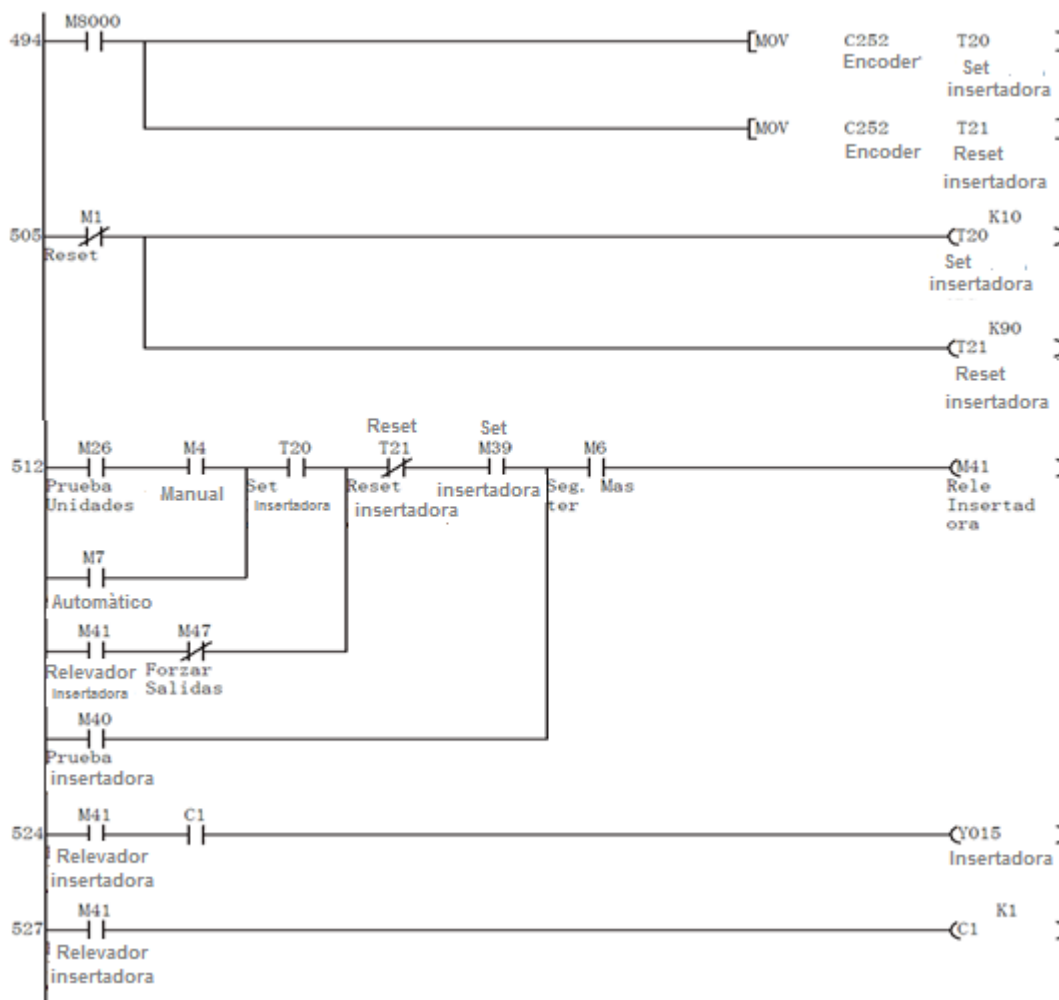 M8000
494 MOV C252 T20
Encoder Set
insertadora
MOV C252 T21
Encoder Reset
insertadora
M1 K10
505 T20
Reset Set
insertadora
K90
T21
Reset
insertadora
Reset Set
M26 M4 T20 T21 M39 M6
512 M41
Prueba Manual Set Reset insertadora Seg. Mas Rele
Unidades Insertadora insertadora ter Insertad
ora
M7
Automàtico
M41 M47
Relevador Forzar
Insertadora Salidas
M40
Prueba
insertadora
M41 C1
524 Y015
Relevador Insertadora
insertadora
M41 K1
527 C1
Relevador
insertadora